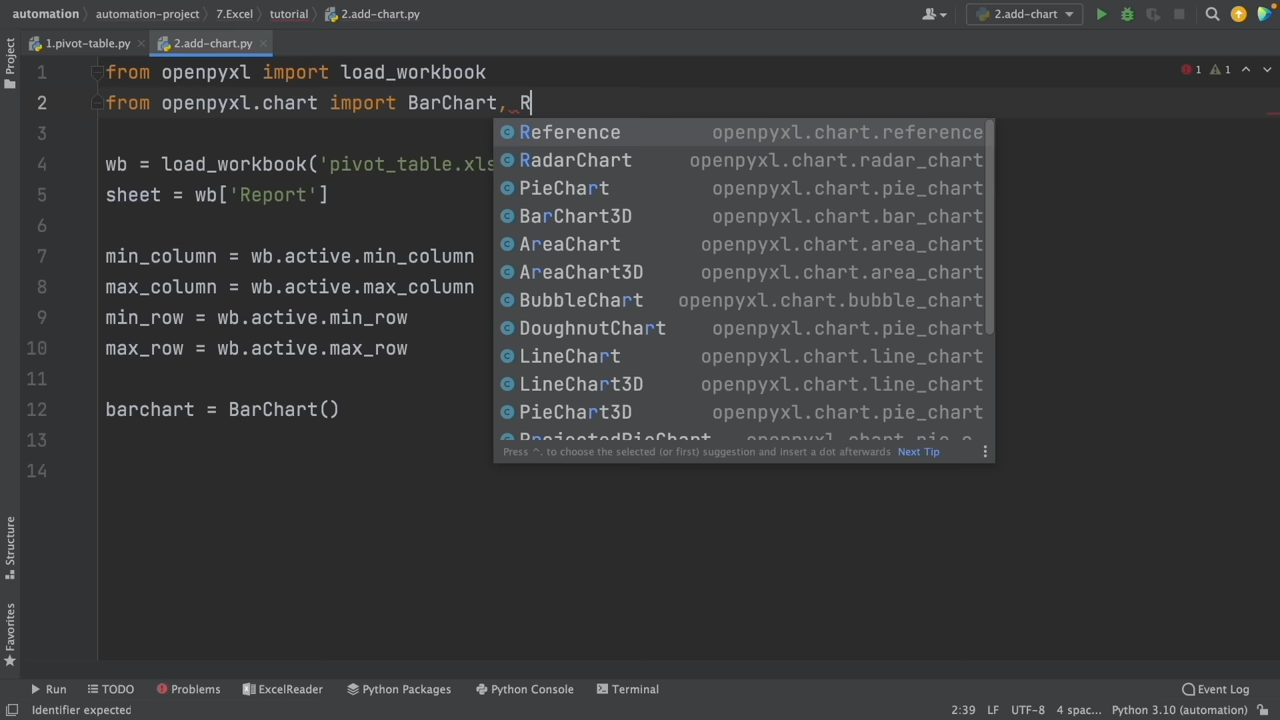 automation > automation-project > 7.Excel > tutorial > 2.add-chart.py
2.add-chart
Project
1.pivot-table.py
2.add-chart.py
1 from openpyxl import load_workbook
1 1
2 from openpyxl.chart import BarChart, R
3
4 wb = load_workbook('pivot_table.xls
5 sheet = wb['Report']
6
7 min_column = wb.active.min_column
8 max_column = wb.active.max_column
9 min_row = wb.active.min_row
10 max_row = wb.active.max_row
11
12 barchart = BarChart()
13
14
Reference openpyxl.chart.reference
RadarChart openpyxl.chart.radar_chart
PieChart openpyxl.chart.pie_chart
BarChart3D openpyxl.chart.bar_chart
AreaChart openpyxl.chart.area_chart
AreaChart3D openpyxl.chart.area_chart
BubbleChart openpyxl.chart.bubble_chart
DoughnutChart openpyxl.chart.pie_chart
LineChart openpyxl.chart.line_chart
LineChart3D openpyxl.chart.line_chart
PieChart3D openpyxl.chart.pie_chart
ProjectedPieChart openpyxl.chart.pie_c
Press ^. to choose the selected (or first) suggestion and insert a dot afterwards Next Tip
Structure
Favorites
Run TODO Problems ExcelReader Python Packages Python Console Terminal Event Log
Identifier expected 2:39 LF UTF-8 4 spac... Python 3.10 (automation)